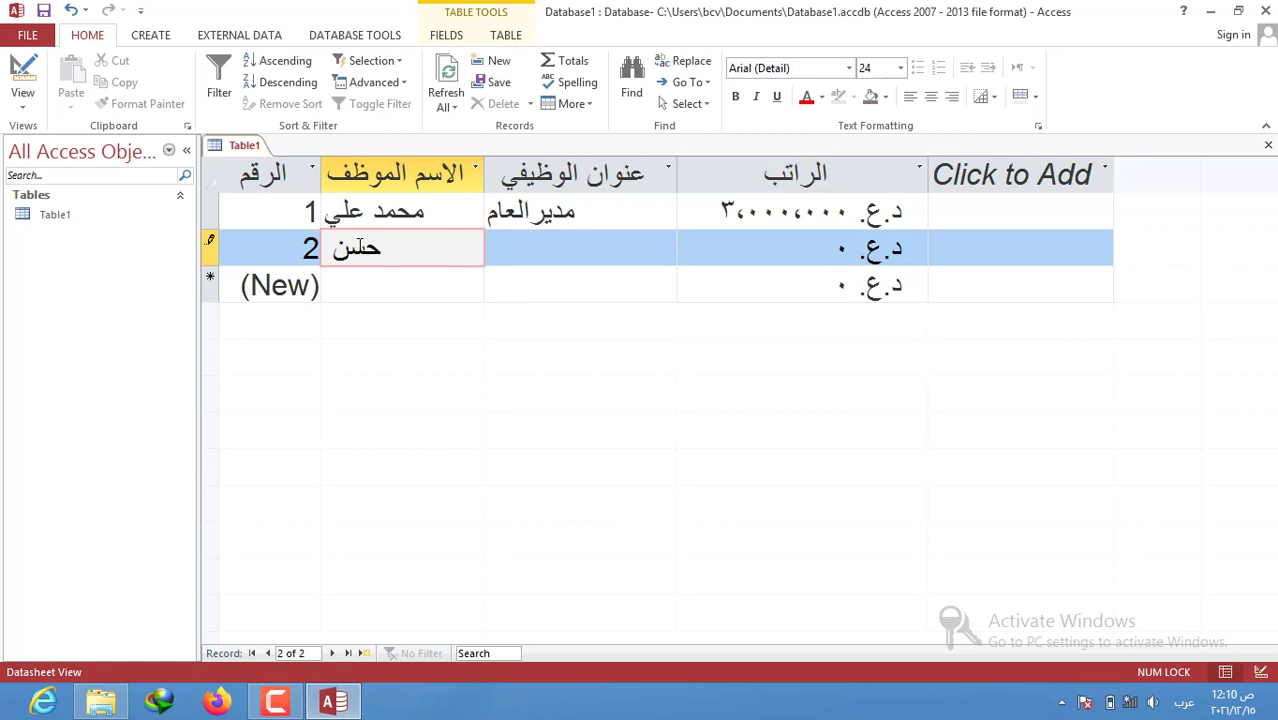 TABLE TOOLS
Database1 : Database- C:\Users\bcv\Documents\Database1.accdb (Access 2007 - 2013 file format) - Access
FILE HOME CREATE EXTERNAL DATA DATABASE TOOLS FIELDS TABLE Sign in
View
Views
Paste
Cut
Copy
Format Painter
Clipboard
Filter
Ascending
Descending
Remove Sort
Selection
Advanced
Toggle Filter
Sort & Filter
Refresh
All
New
Save
Delete
Totals
Spelling
More
Records
Find
Replace
Go To
Select
Find
Arial (Detail) 24
B I U A
Text Formatting
All Access Obje...
Search...
Tables
Table1
Table1
الرقم الاسم الموظف عنوان الوظيفي الراتب Click to Add
1 محمد علي مديرالعام د.ع. ٣،٠٠٠،٠٠٠
2 حسن د.ع. ٠
(New) د.ع. ٠
Activate Windows
Go to PC settings to activate Windows.
Record: 2 of 2 No Filter Search
Datasheet View NUM LOCK
عرب
12:10 ص
٢٠٢١/١٢/١٥